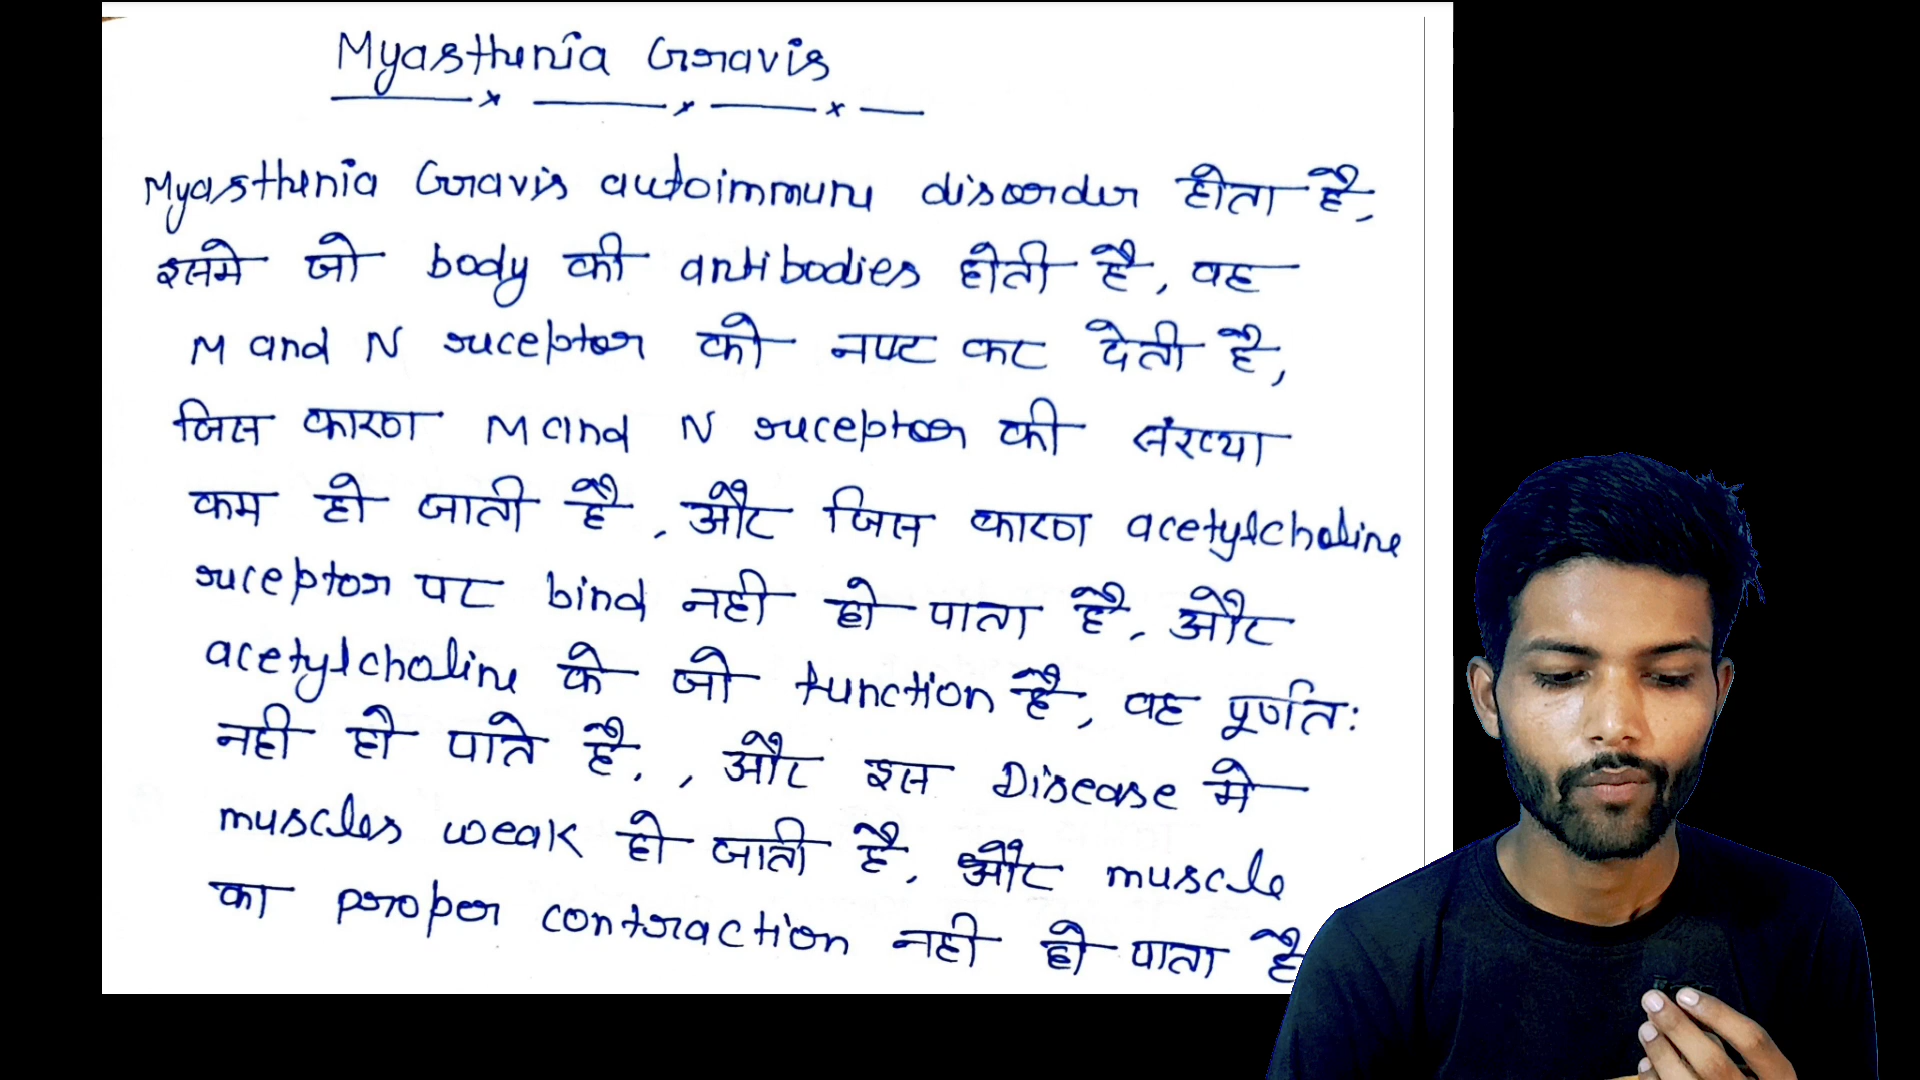 Myasthenia Gravis
Myasthenia Gravis autoimmune disorder होता है,
इसमे जो body की antibodies होती है, वह
M and N receptor को नष्ट कर देती है,
जिस कारण M and N receptor की संख्या
कम हो जाती है, और जिस कारण acetylcholine
receptor पर bind नही हो पाता है, और
acetylcholine के जो function है, वह पूर्णतः
नही हो पाते है, , और इस Disease मे
muscles weak हो जाती है, और muscle
का proper contraction नही हो पाता है